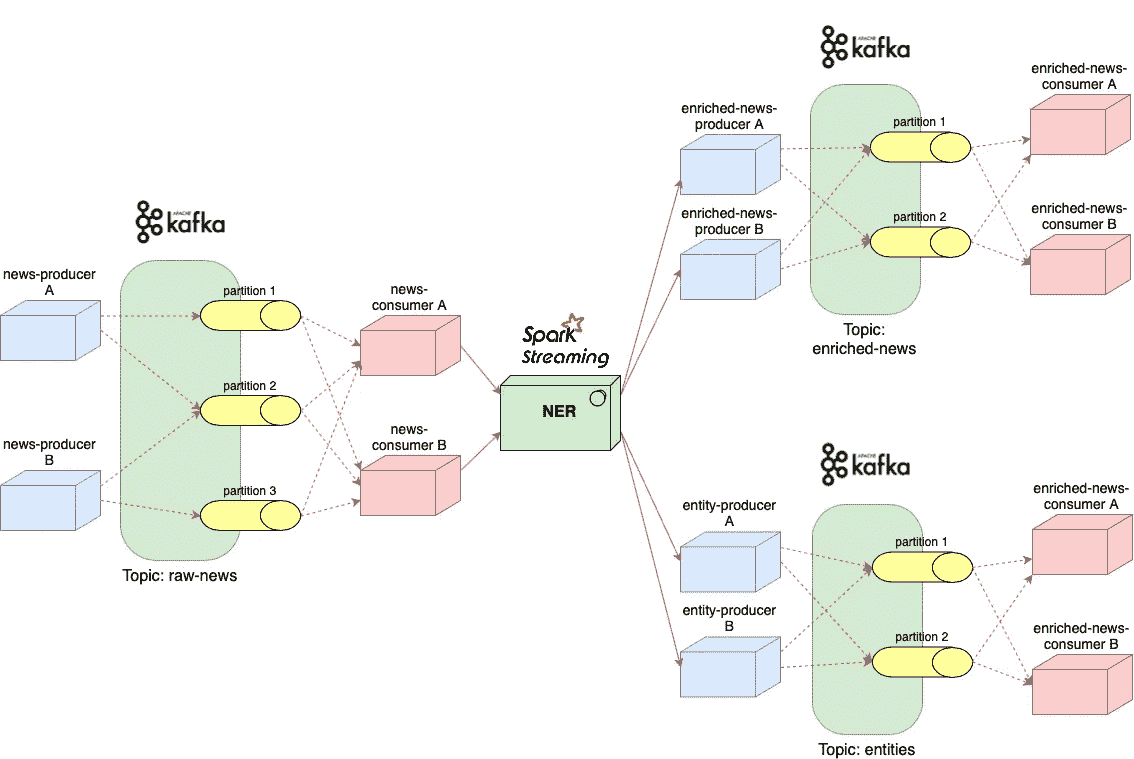 APACHE
kafka
news-producer
A
news-producer
B
partition 1
partition 2
partition 3
Topic: raw-news
news-
consumer A
news-
consumer B
Spark
Streaming
NER
APACHE
kafka
enriched-news-
producer A
enriched-news-
producer B
partition 1
partition 2
Topic:
enriched-news
enriched-news-
consumer A
enriched-news-
consumer B
APACHE
kafka
entity-producer
A
entity-producer
B
partition 1
partition 2
Topic: entities
enriched-news-
consumer A
enriched-news-
consumer B